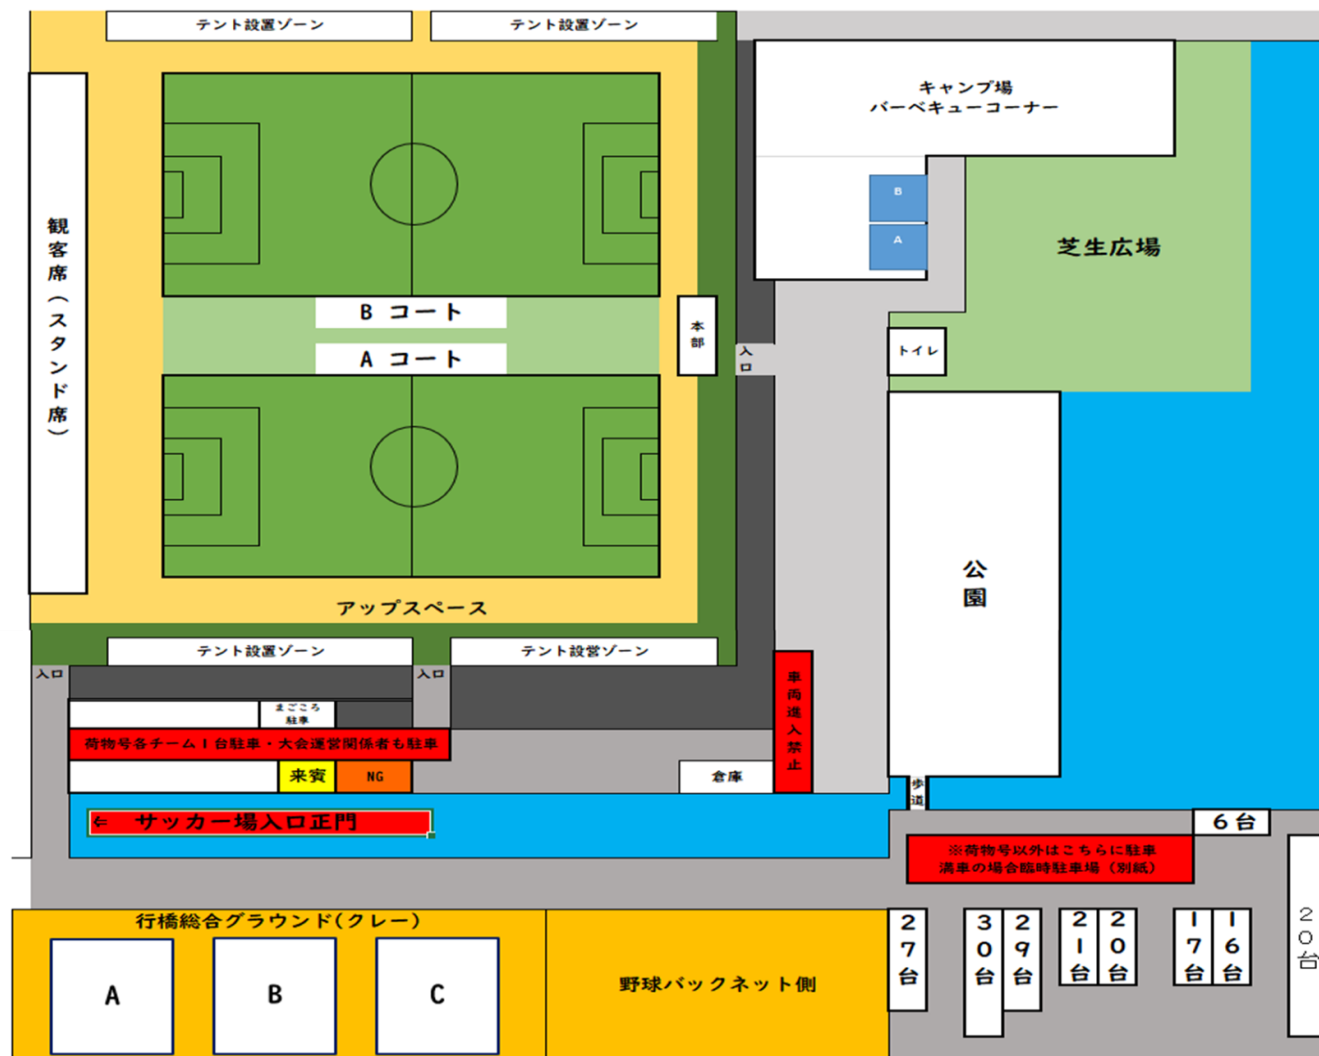 テント設置ゾーン
テント設置ゾーン
キャンプ場
バーベキューコーナー
B
A
芝生広場
観客席（スタンド席）
B コート
A コート
本部
入口
トイレ
公園
アップスペース
テント設置ゾーン
テント設営ゾーン
入口
入口
車両進入禁止
まごころ
駐車
荷物号各チーム1台駐車・大会運営関係者も駐車
来賓
NG
倉庫
歩道
⇐ サッカー場入口正門
6台
※荷物号以外はこちらに駐車
満車の場合臨時駐車場（別紙）
行橋総合グラウンド(クレー)
A
B
C
野球バックネット側
27台
30台
29台
21台
20台
17台
16台
20台